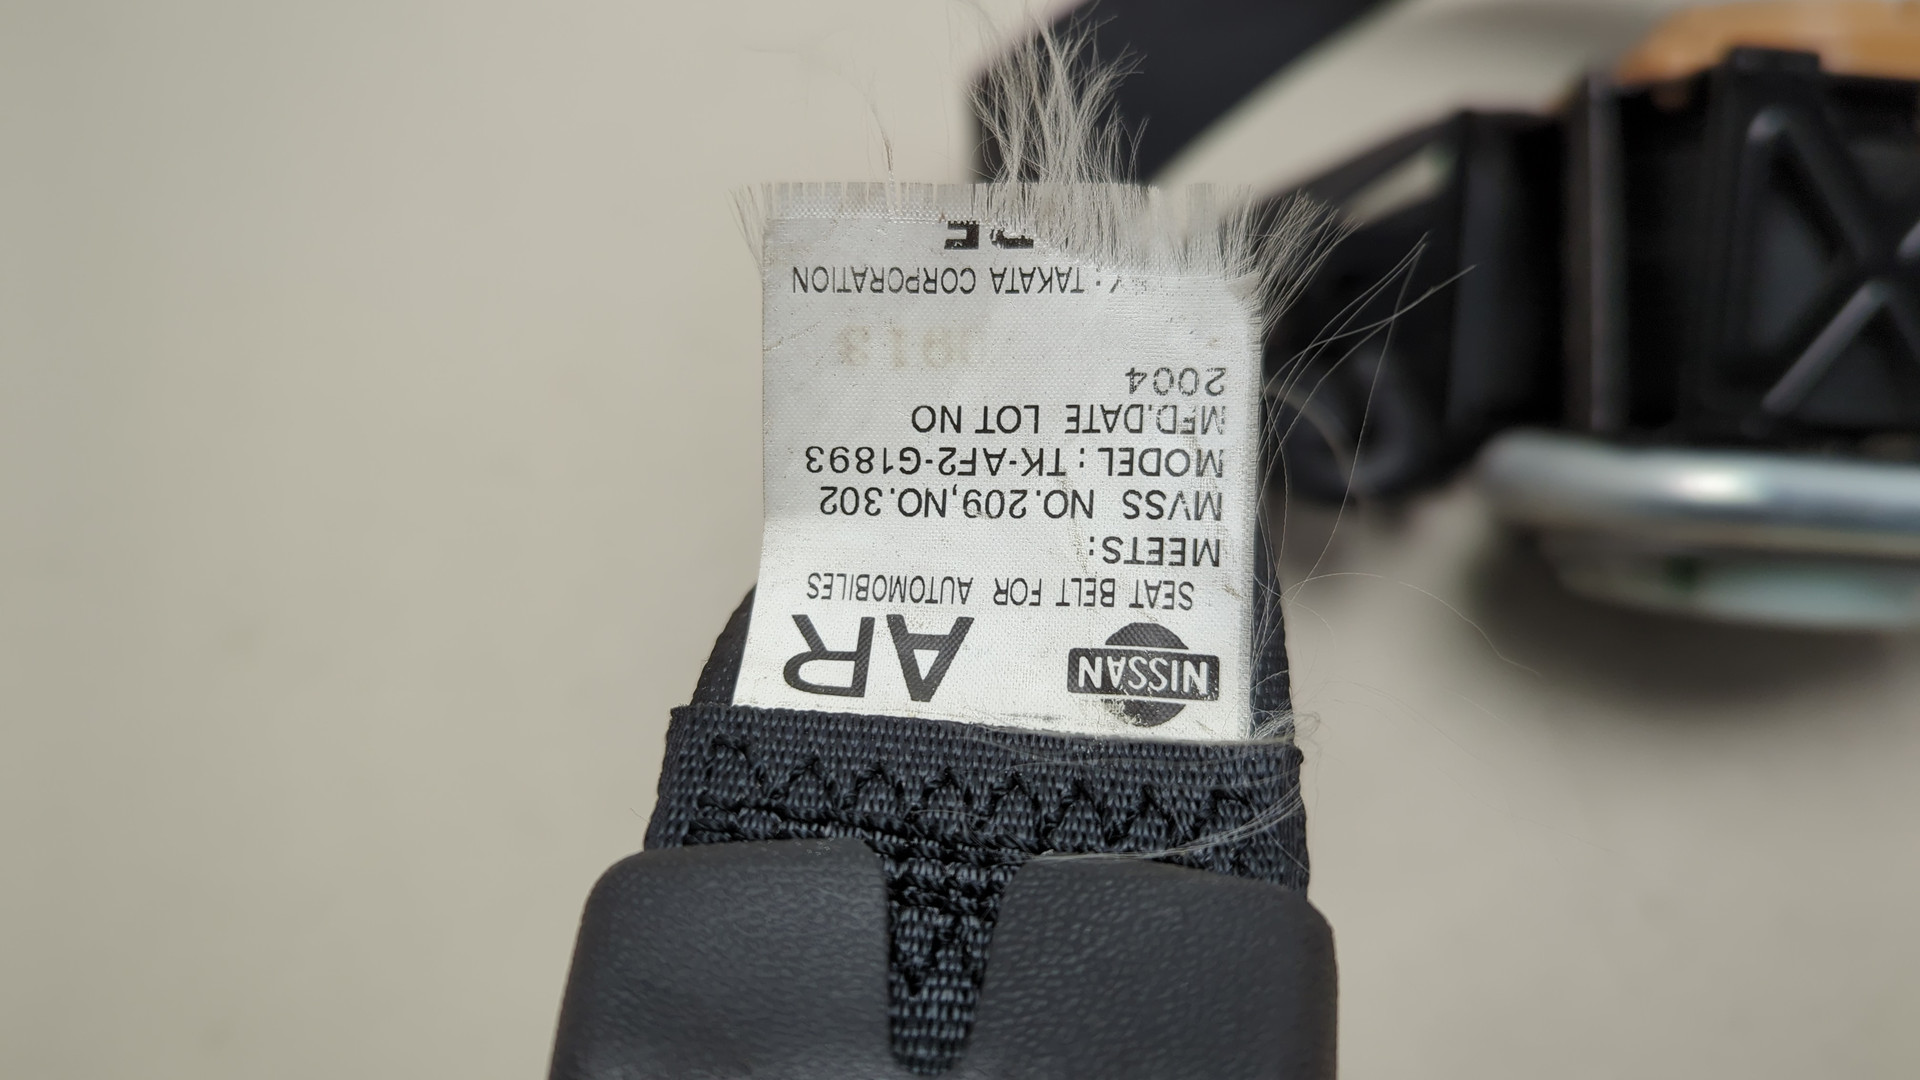 NISSAN AR
SEAT BELT FOR AUTOMOBILES
MEETS:
MVSS NO.209,NO.302
MODEL : TK-AF2-G1893
MFD.DATE LOT NO
2004
TAKATA CORPORATION